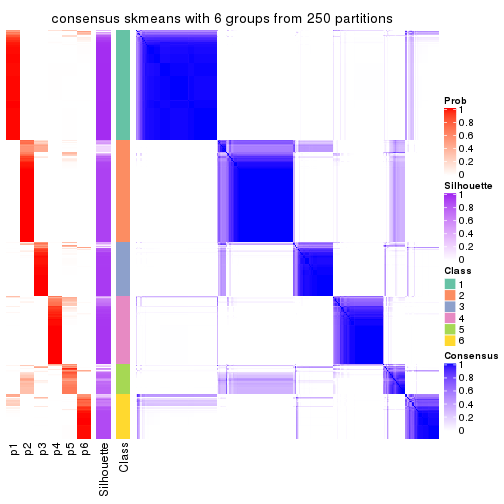 consensus skmeans with 6 groups from 250 partitions
Prob
1
0.8
0.6
0.4
0.2
0
Silhouette
1
0.8
0.6
0.4
0.2
0
Class
1
2
3
4
5
6
Consensus
1
0.8
0.6
0.4
0.2
0
p1
p2
p3
p4
p5
p6
Silhouette
Class